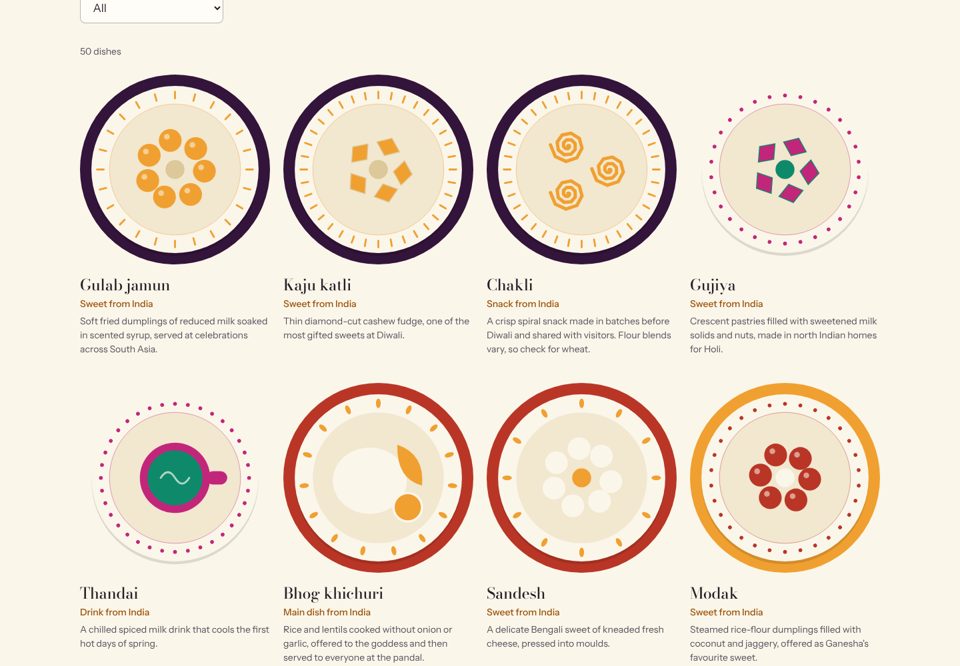 All
50 dishes
Gulab jamun
Sweet from India
Soft fried dumplings of reduced milk soaked
in scented syrup, served at celebrations
across South Asia.
Kaju katli
Sweet from India
Thin diamond-cut cashew fudge, one of the
most gifted sweets at Diwali.
Chakli
Snack from India
A crisp spiral snack made in batches before
Diwali and shared with visitors. Flour blends
vary, so check for wheat.
Gujiya
Sweet from India
Crescent pastries filled with sweetened milk
solids and nuts, made in north Indian homes
for Holi.
Thandai
Drink from India
A chilled spiced milk drink that cools the first
hot days of spring.
Bhog khichuri
Main dish from India
Rice and lentils cooked without onion or
garlic, offered to the goddess and then
served to everyone at the pandal.
Sandesh
Sweet from India
A delicate Bengali sweet of kneaded fresh
cheese, pressed into moulds.
Modak
Sweet from India
Steamed rice-flour dumplings filled with
coconut and jaggery, offered as Ganesha's
favourite sweet.